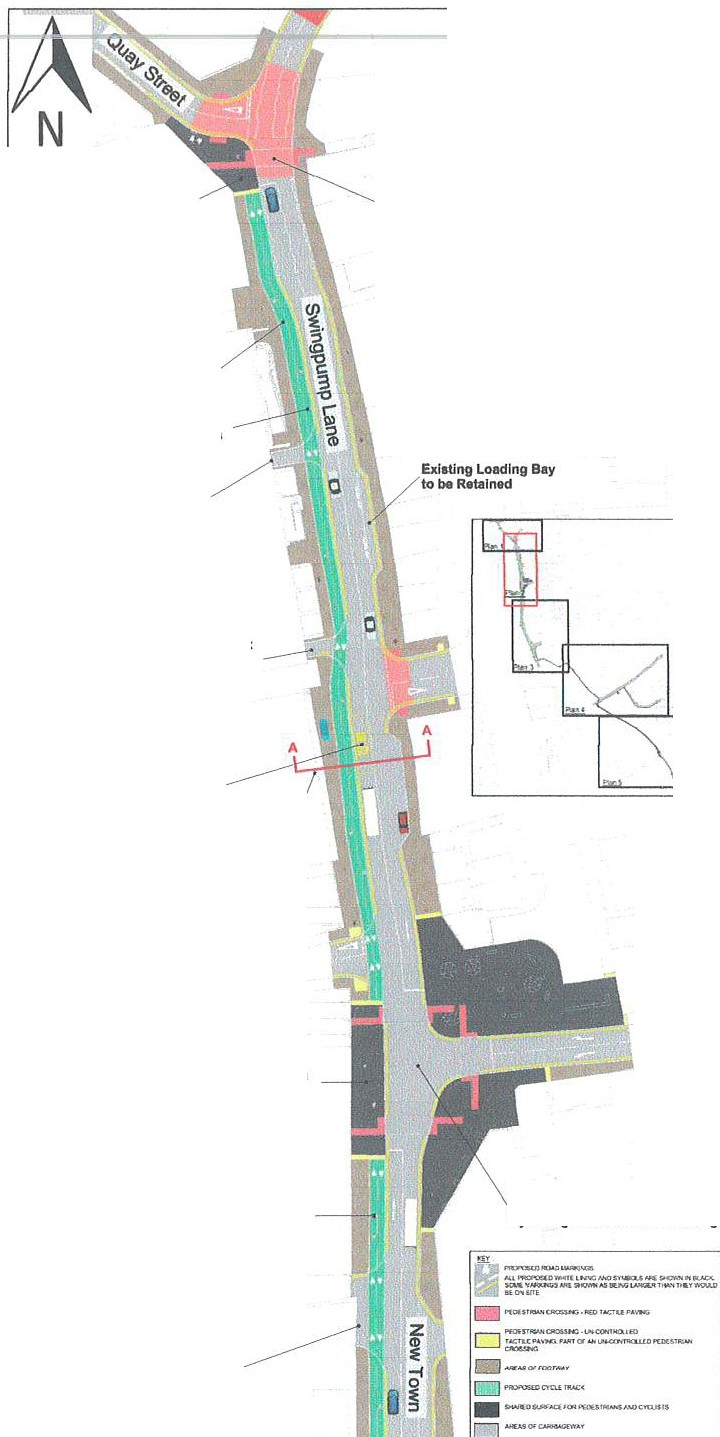 Quay Street
N
Swingpump Lane
Existing Loading Bay
to be Retained
Plan 3
Plan 4
Plan 5
A
A
New Town
KEY
PROPOSED ROAD MARKINGS
ALL PROPOSED WHITE LINING AND SYMBOLS ARE SHOWN IN BLACK.
SOME MARKINGS ARE SHOWN AS BEING LARGER THAN THEY WOULD
BE ON SITE
PEDESTRIAN CROSSING - RED TACTILE PAVING
PEDESTRIAN CROSSING - UN-CONTROLLED
TACTILE PAVING, PART OF AN UN-CONTROLLED PEDESTRIAN
CROSSING
AREAS OF FOOTWAY
PROPOSED CYCLE TRACK
SHARED SURFACE FOR PEDESTRIANS AND CYCLISTS
AREAS OF CARRIAGEWAY